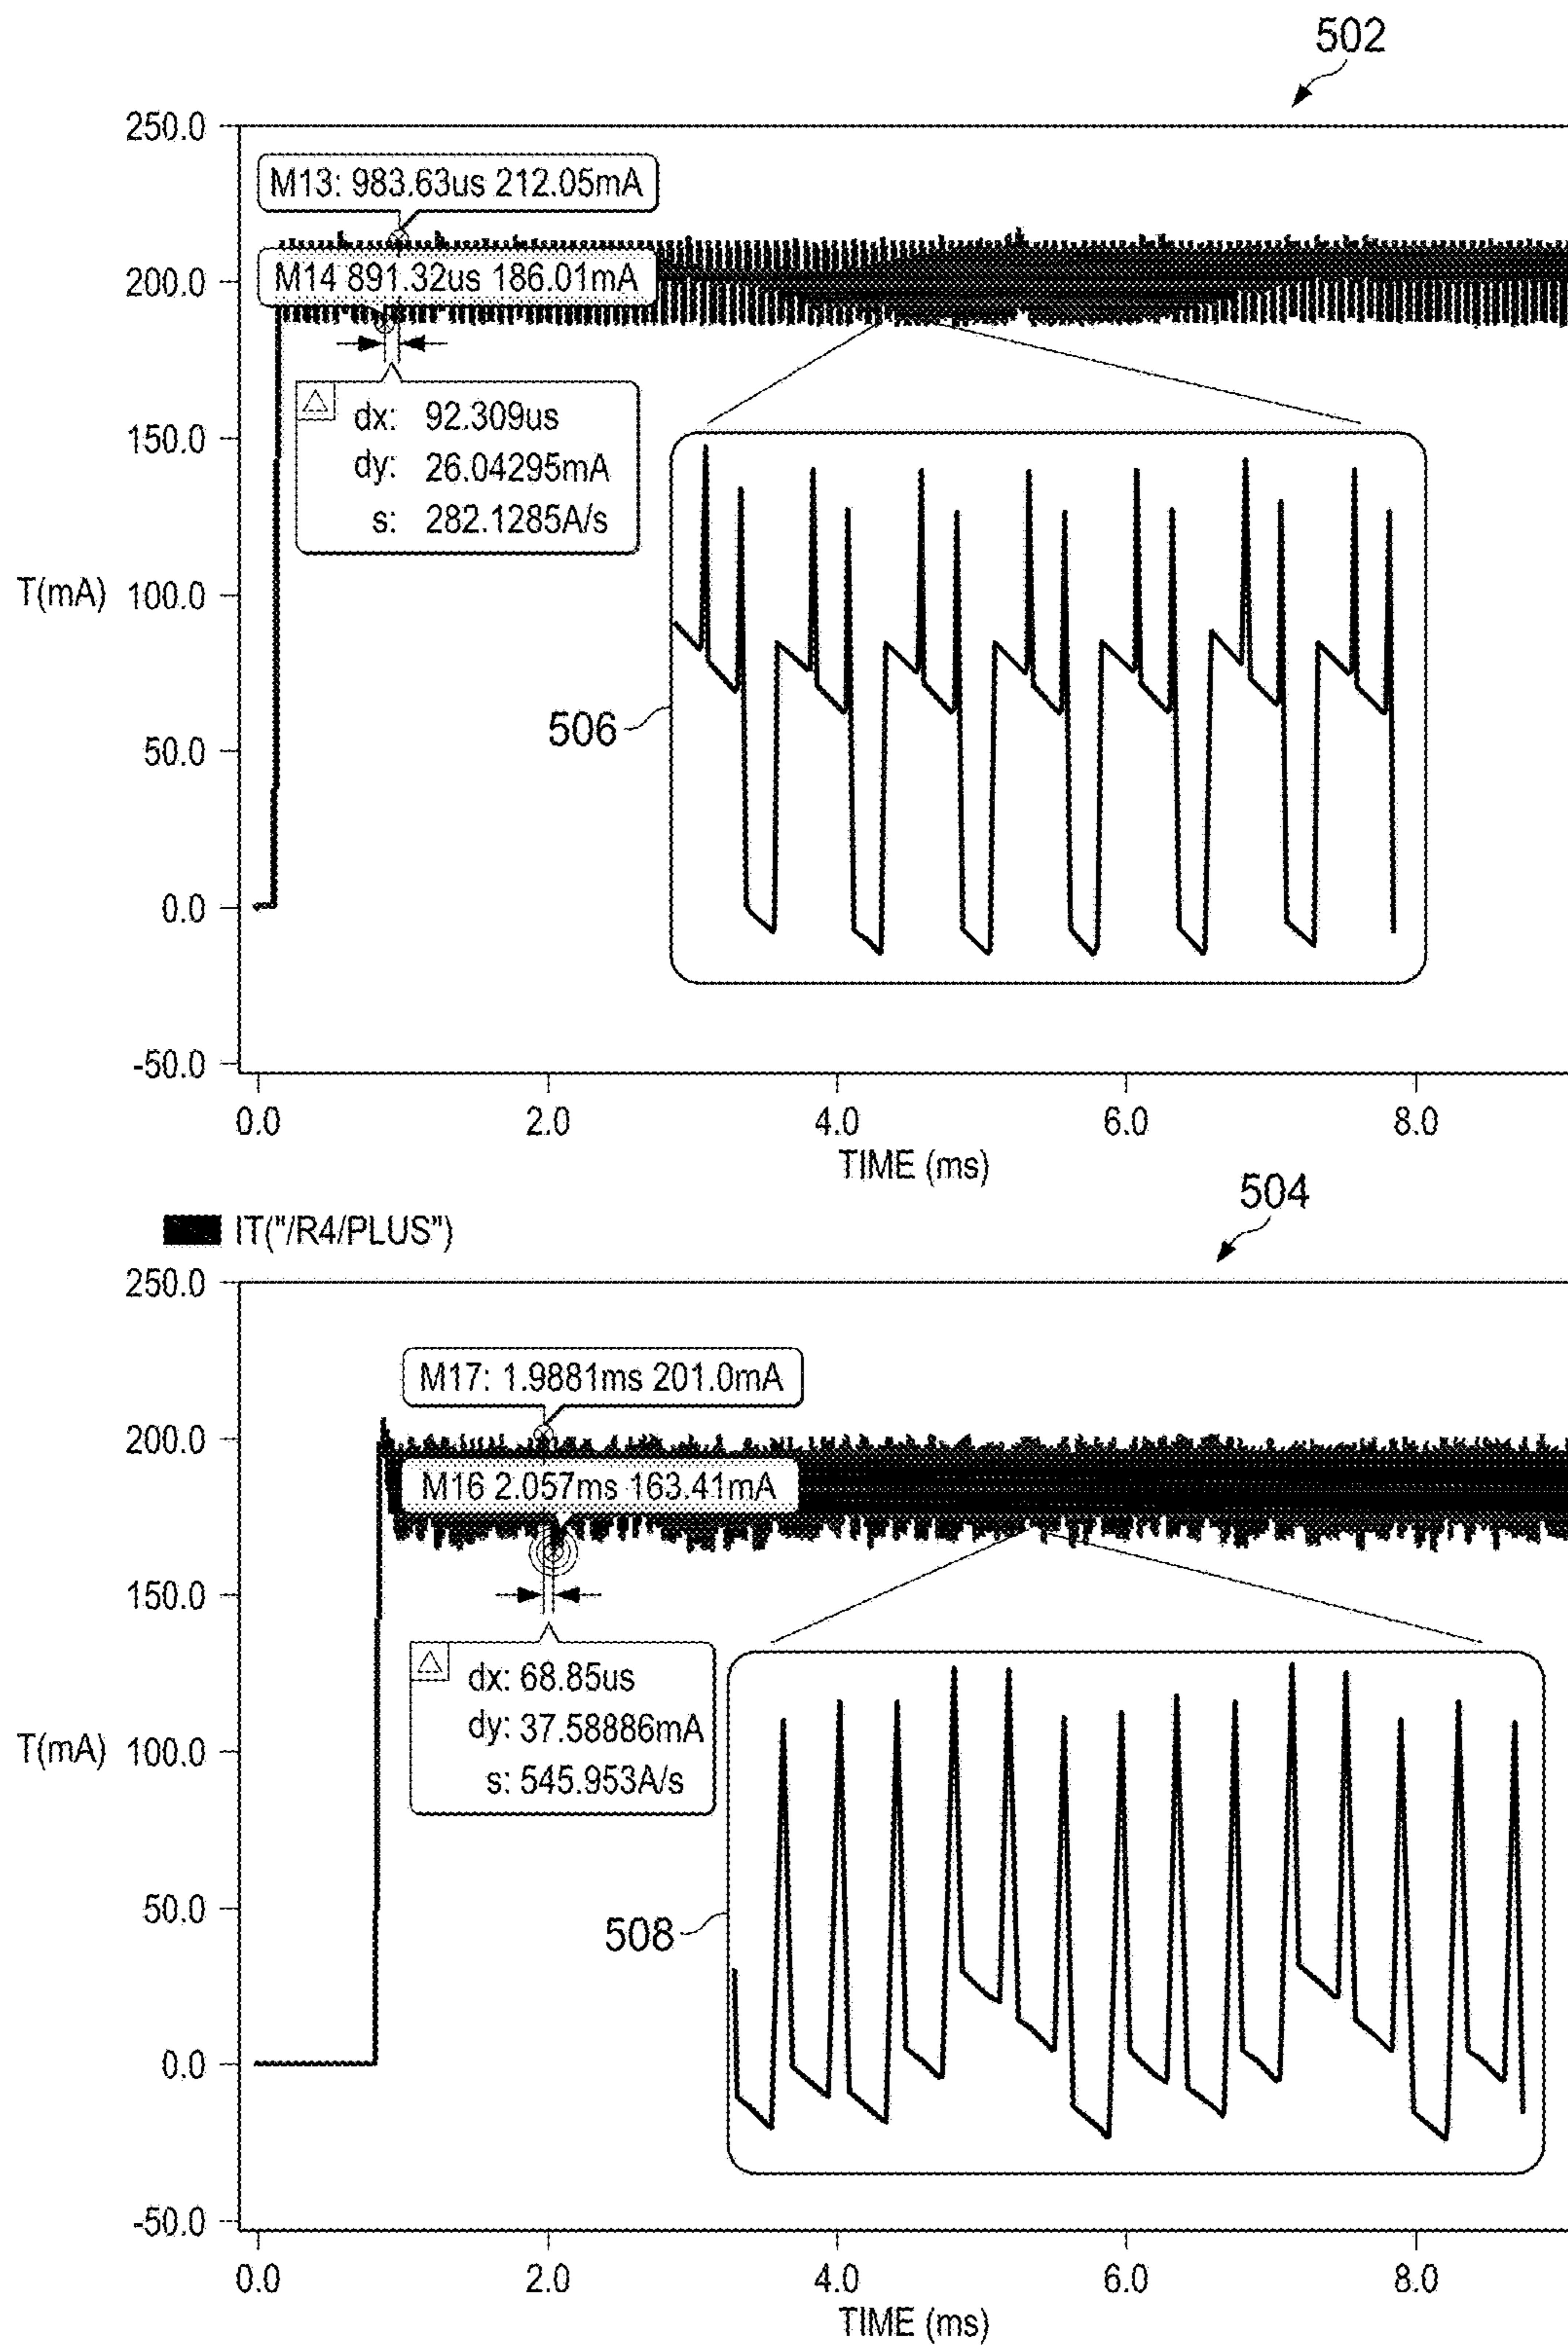 502
250.0
M13: 983.63us 212.05mA
200.0
M14 891.32us 186.01mA
dx: 92.309us
150.0
dy: 26.04295mA
s: 282.1285A/s
T(mA) 100.0
506
50.0
0.0
-50.0
0.0 2.0 4.0 6.0 8.0
TIME (ms)
504
IT("/R4/PLUS")
250.0
M17: 1.9881ms 201.0mA
200.0
M16 2.057ms 163.41mA
150.0
dx: 68.85us
dy: 37.58886mA
T(mA) 100.0
s: 545.953A/s
50.0
508
0.0
-50.0
0.0 2.0 4.0 6.0 8.0
TIME (ms)